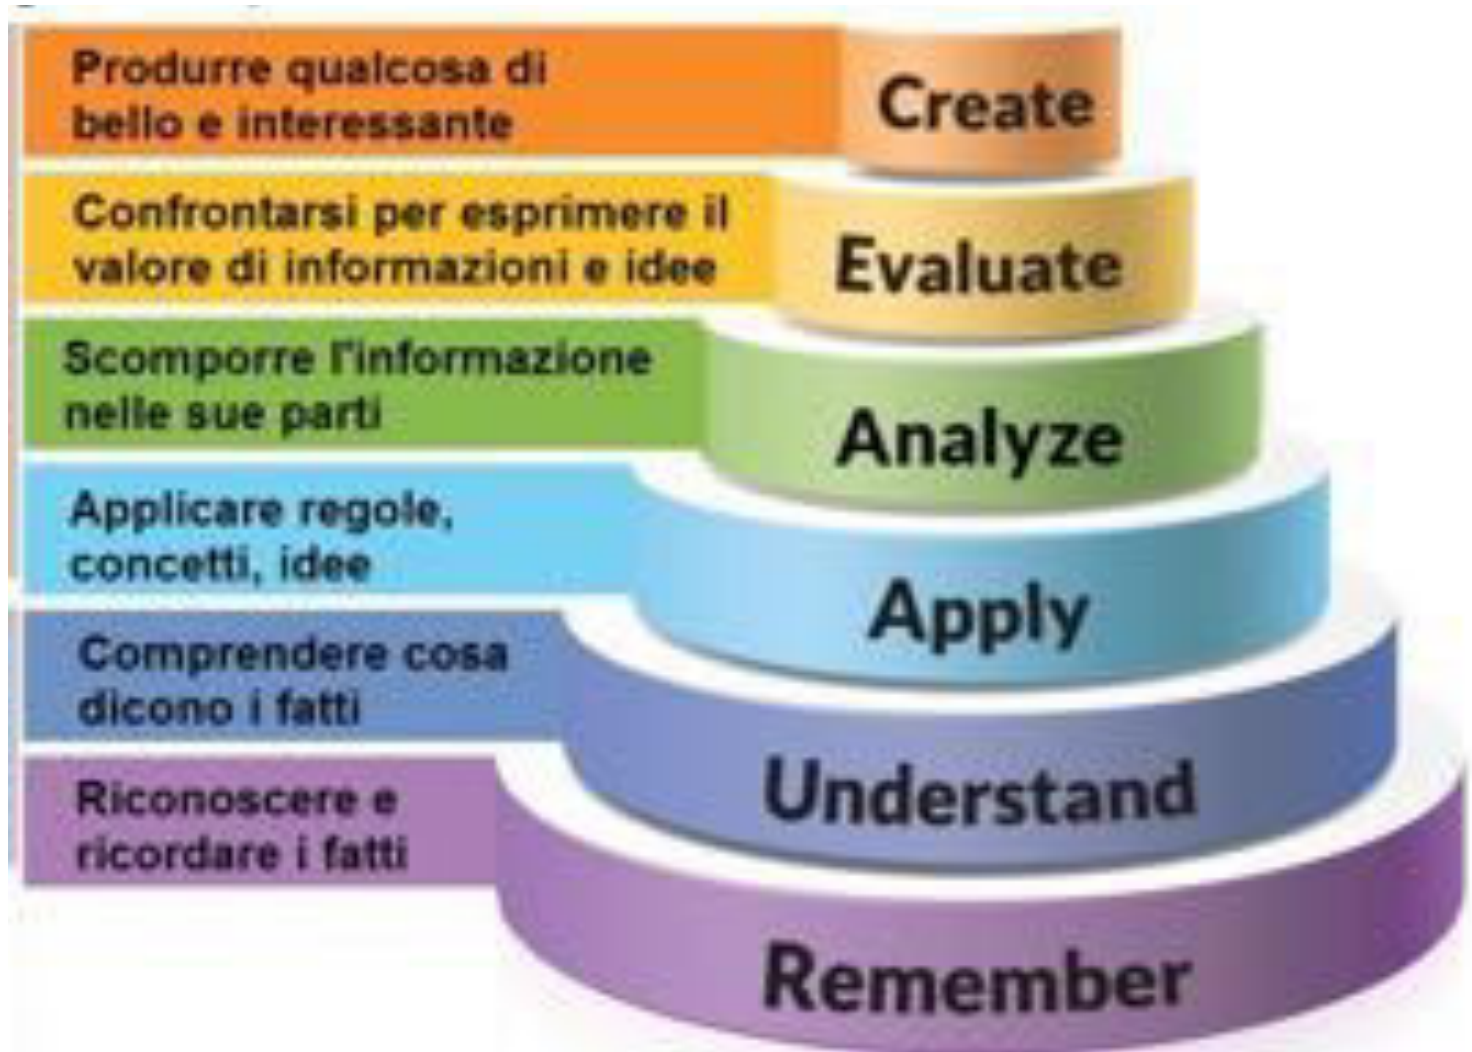 Produrre qualcosa di
bello e interessante
Create
Confrontarsi per esprimere il
valore di informazioni e idee
Evaluate
Scomporre l'informazione
nelle sue parti
Analyze
Applicare regole,
concetti, idee
Apply
Comprendere cosa
dicono i fatti
Understand
Riconoscere e
ricordare i fatti
Remember